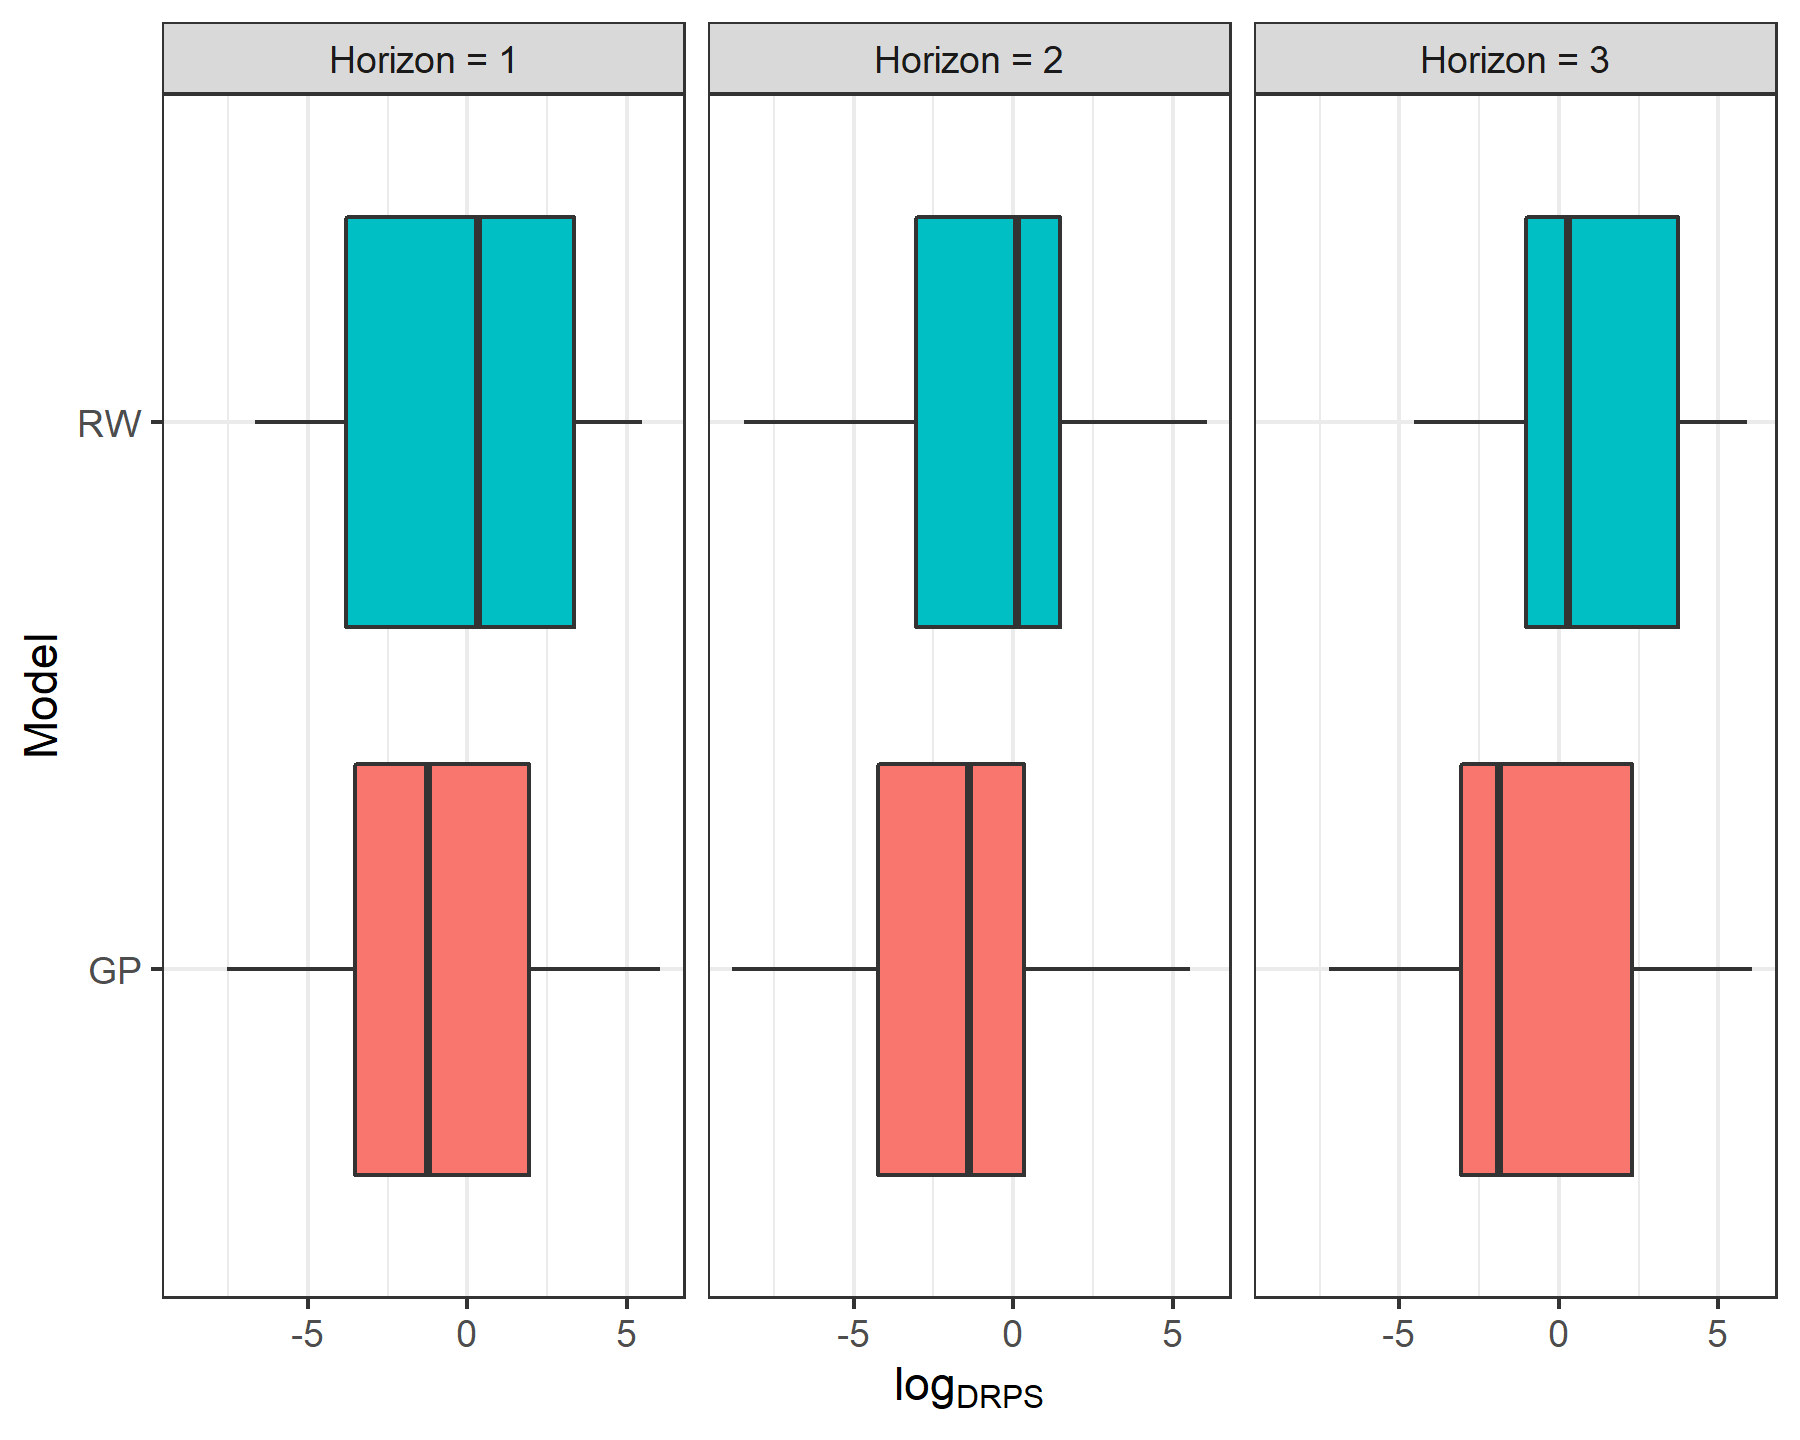 Horizon = 1
Horizon = 2
Horizon = 3
Model
RW
GP
-5 0 5
-5 0 5
-5 0 5
logDRPS